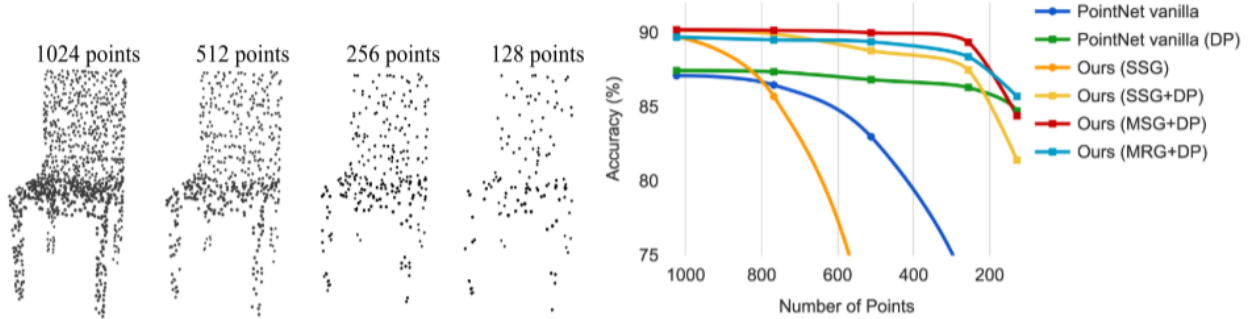 1024 points
512 points
256 points
128 points
Accuracy (%)
90
85
80
75
1000
800
600
400
200
Number of Points
PointNet vanilla
PointNet vanilla (DP)
Ours (SSG)
Ours (SSG+DP)
Ours (MSG+DP)
Ours (MRG+DP)